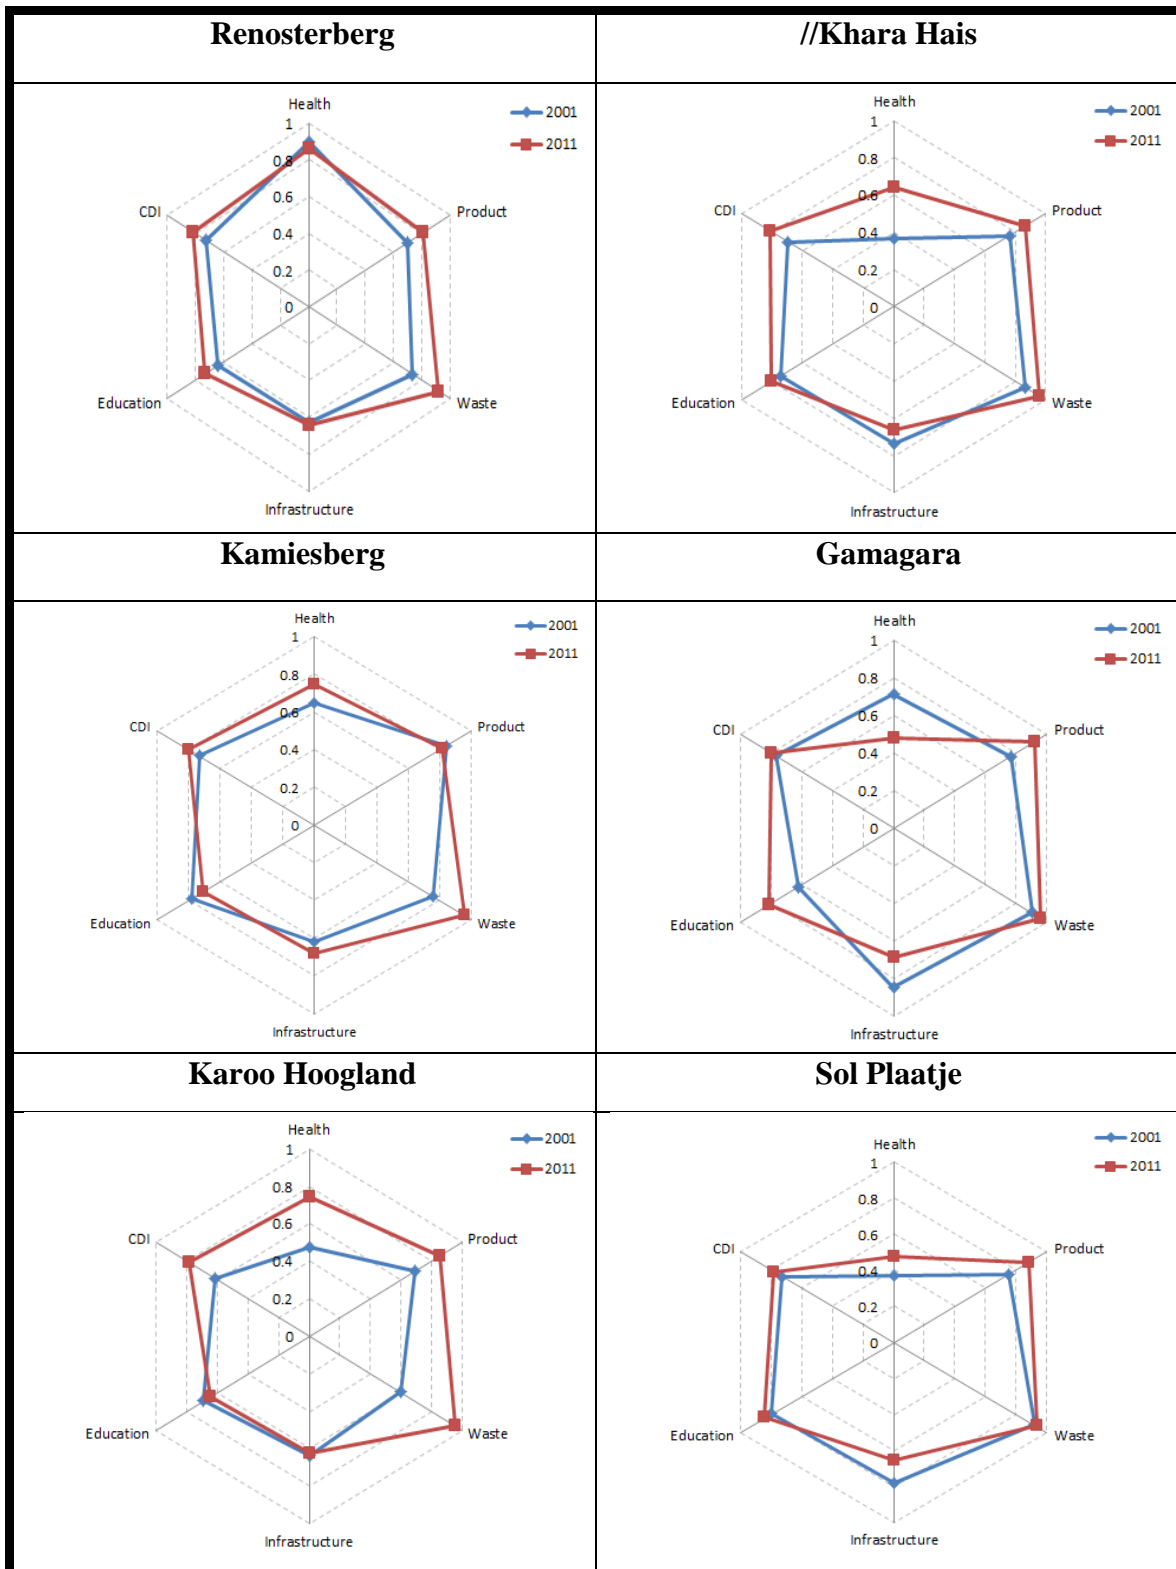 Renosterberg
Health
1
0.8
0.6
0.4
0.2
0
Product
Waste
Infrastructure
Education
CDI
2001
2011
//Khara Hais
Health
1
0.8
0.6
0.4
0.2
0
Product
Waste
Infrastructure
Education
CDI
2001
2011
Kamiesberg
Health
1
0.8
0.6
0.4
0.2
0
Product
Waste
Infrastructure
Education
CDI
2001
2011
Gamagara
Health
1
0.8
0.6
0.4
0.2
0
Product
Waste
Infrastructure
Education
CDI
2001
2011
Karoo Hoogland
Health
1
0.8
0.6
0.4
0.2
0
Product
Waste
Infrastructure
Education
CDI
2001
2011
Sol Plaatje
Health
1
0.8
0.6
0.4
0.2
0
Product
Waste
Infrastructure
Education
CDI
2001
2011